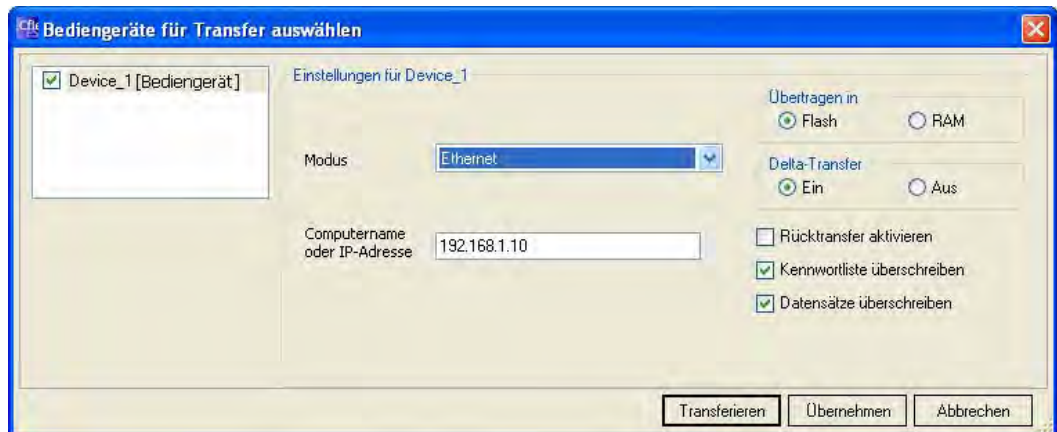 Bediengeräte für Transfer auswählen
Device_1 [Bediengerät]
Einstellungen für Device_1
Modus
Ethernet
Computername
oder IP-Adresse
192.168.1.10
Übertragen in
Flash
RAM
Delta-Transfer
Ein
Aus
Rücktransfer aktivieren
Kennwortliste überschreiben
Datensätze überschreiben
Transferieren
Übernehmen
Abbrechen